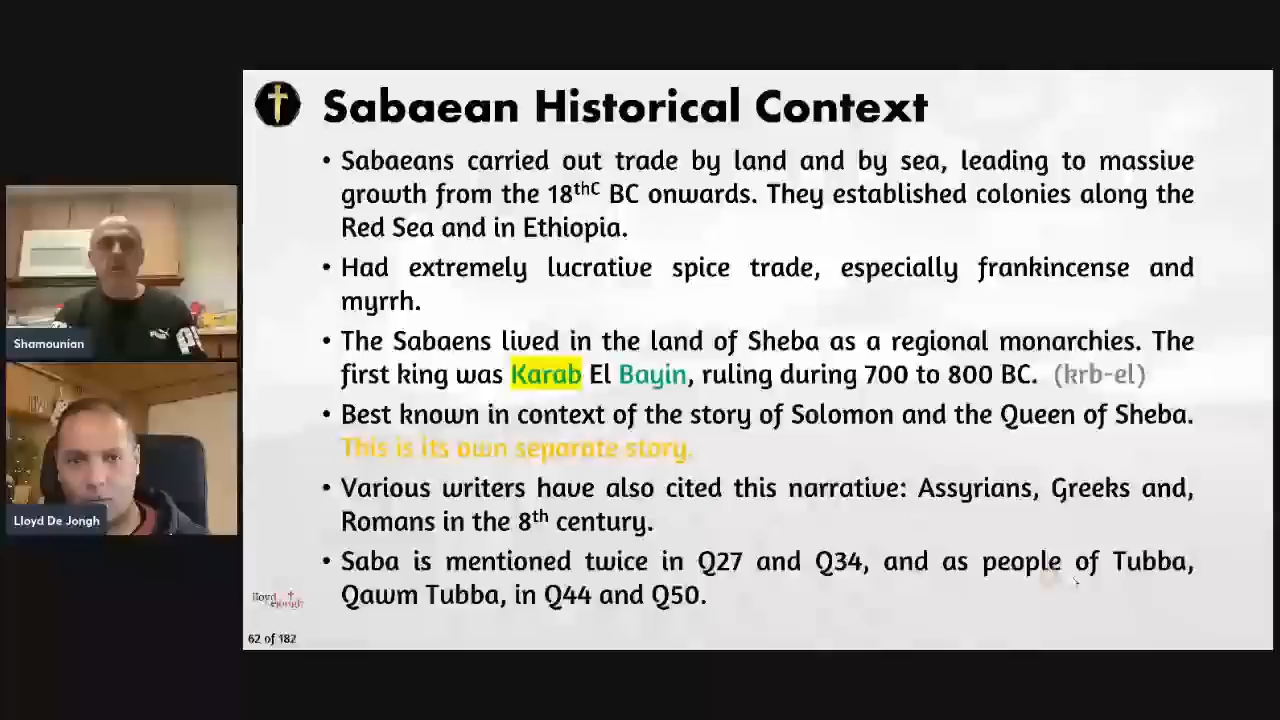 Sabaean Historical Context
• Sabaeans carried out trade by land and by sea, leading to massive
growth from the 18thC BC onwards. They established colonies along the
Red Sea and in Ethiopia.
• Had extremely lucrative spice trade, especially frankincense and
myrrh.
• The Sabaens lived in the land of Sheba as a regional monarchies. The
first king was Karab El Bayin, ruling during 700 to 800 BC. (krb-el)
• Best known in context of the story of Solomon and the Queen of Sheba.
This is its own separate story.
• Various writers have also cited this narrative: Assyrians, Greeks and,
Romans in the 8th century.
• Saba is mentioned twice in Q27 and Q34, and as people of Tubba,
Qawm Tubba, in Q44 and Q50.
lloyd
dejongh
62 of 182
Shamounian
Lloyd De Jongh